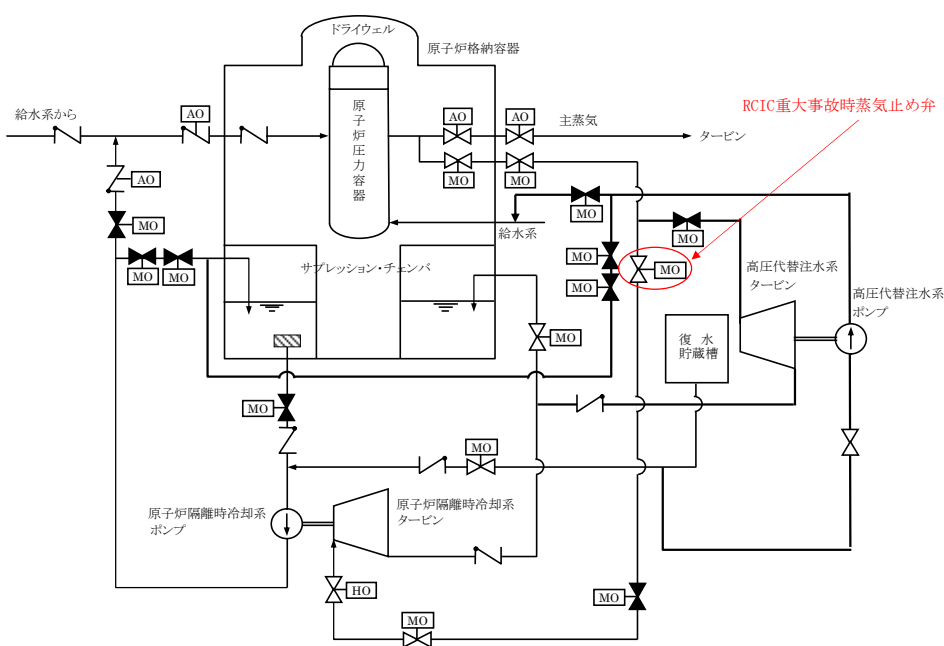 ドライウェル
原子炉格納容器
給水系から
AO
原子炉圧力容器
AO
AO
主蒸気
タービン
RCIC重大事故時蒸気止め弁
MO
MO
AO
MO
MO
給水系
MO
MO
MO
サプレッション・チェンバ
MO
MO
MO
高圧代替注水系
タービン
高圧代替注水系
ポンプ
MO
復水
貯蔵槽
MO
MO
原子炉隔離時冷却系
ポンプ
原子炉隔離時冷却系
タービン
HO
MO
MO